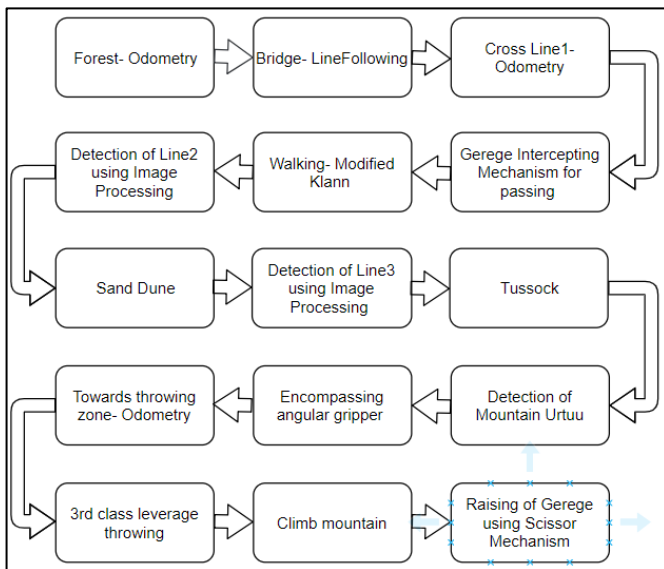 Forest- Odometry
Bridge- LineFollowing
Cross Line1-
Odometry
Gerege Intercepting
Mechanism for
passing
Walking- Modified
Klann
Detection of Line2
using Image
Processing
Sand Dune
Detection of Line3
using Image
Processing
Tussock
Detection of
Mountain Urtuu
Encompassing
angular gripper
Towards throwing
zone- Odometry
3rd class leverage
throwing
Climb mountain
Raising of Gerege
using Scissor
Mechanism